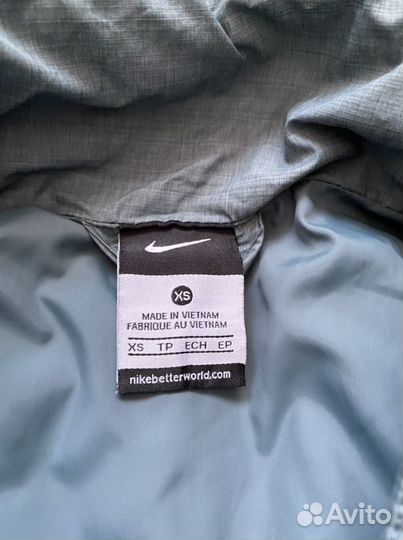 XS
MADE IN VIETNAM
FABRIQUE AU VIETNAM
XS TP ECH EP
nikebetterworld.com
Avito